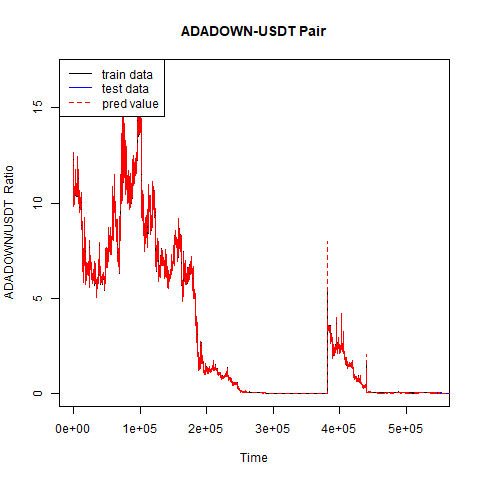 ADADOWN-USDT Pair
train data
test data
pred value
ADADOWN/USDT Ratio
15
10
5
0
0e+00 1e+05 2e+05 3e+05 4e+05 5e+05
Time